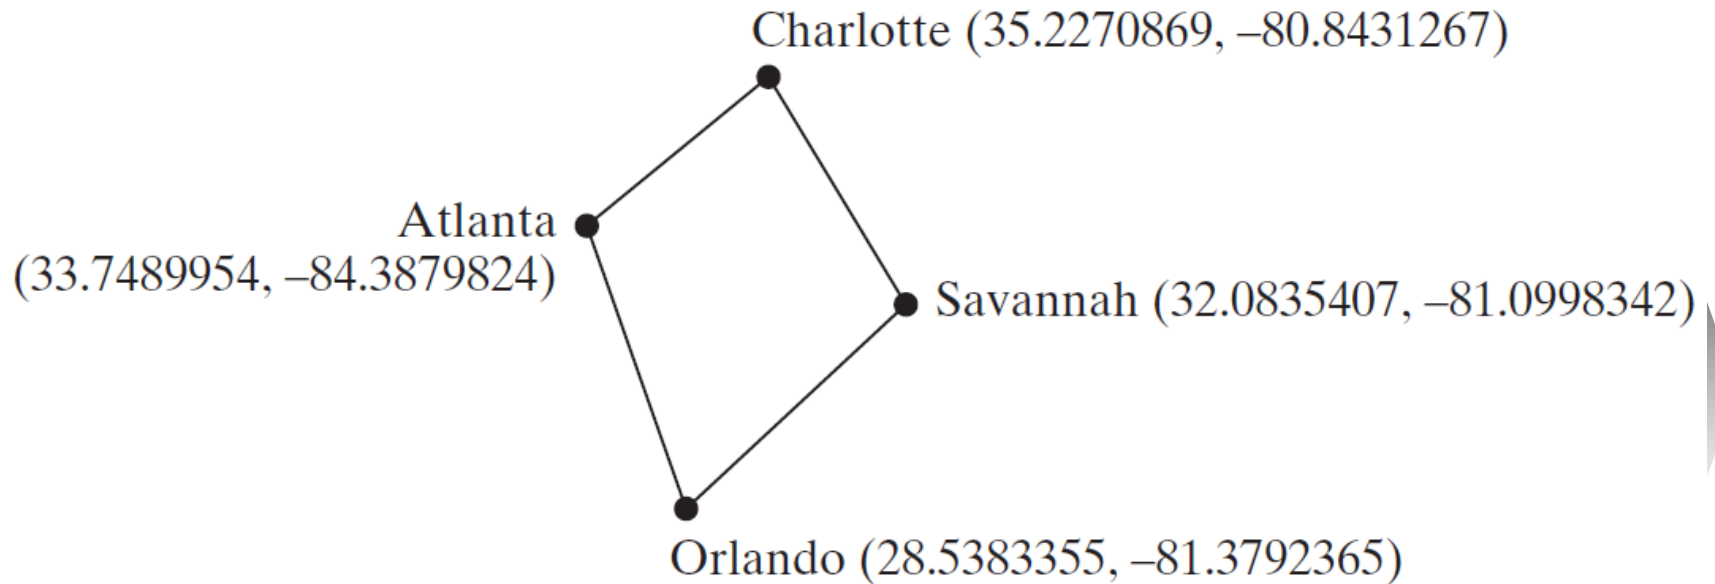 Charlotte (35.2270869, –80.8431267)
Atlanta
(33.7489954, –84.3879824)
Savannah (32.0835407, –81.0998342)
Orlando (28.5383355, –81.3792365)